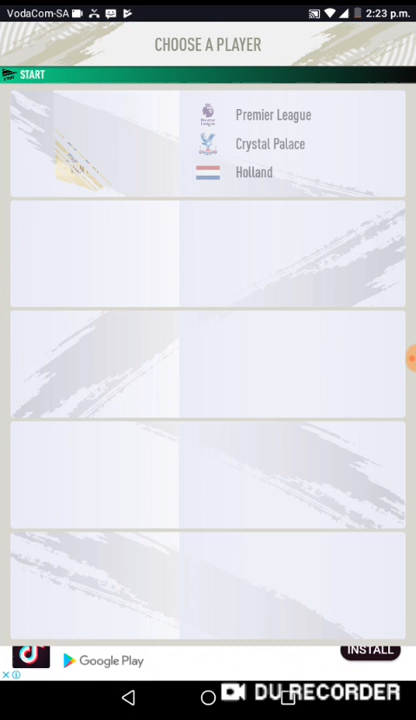 VodaCom-SA 2:23 p.m.
CHOOSE A PLAYER
START
Premier League
Crystal Palace
Holland
INSTALL
Google Play
DU RECORDER